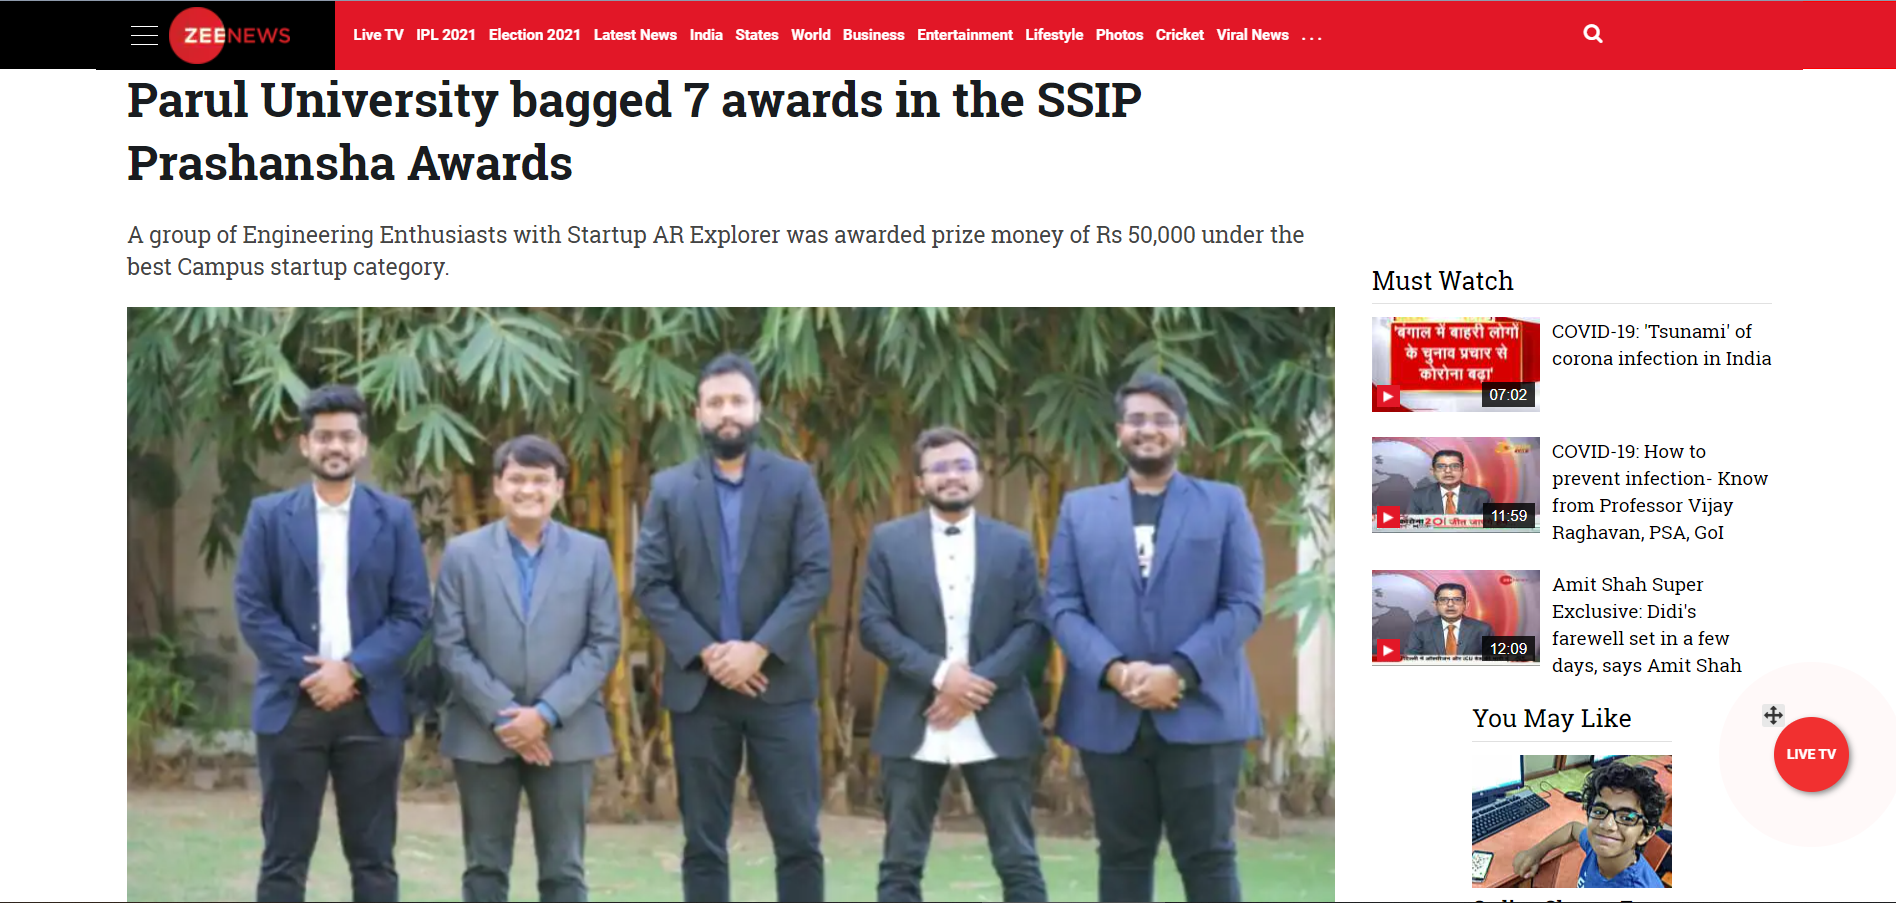 ZEENEWS
Live TV IPL 2021 Election 2021 Latest News India States World Business Entertainment Lifestyle Photos Cricket Viral News ...
Parul University bagged 7 awards in the SSIP
Prashansha Awards
A group of Engineering Enthusiasts with Startup AR Explorer was awarded prize money of Rs 50,000 under the
best Campus startup category.
Must Watch
'बंगाल में बाहरी लोगों
के चुनाव प्रचार से
कोरोना बढ़ा'
07:02
COVID-19: 'Tsunami' of
corona infection in India
11:59
COVID-19: How to
prevent infection- Know
from Professor Vijay
Raghavan, PSA, GoI
12:09
Amit Shah Super
Exclusive: Didi's
farewell set in a few
days, says Amit Shah
You May Like
LIVE TV